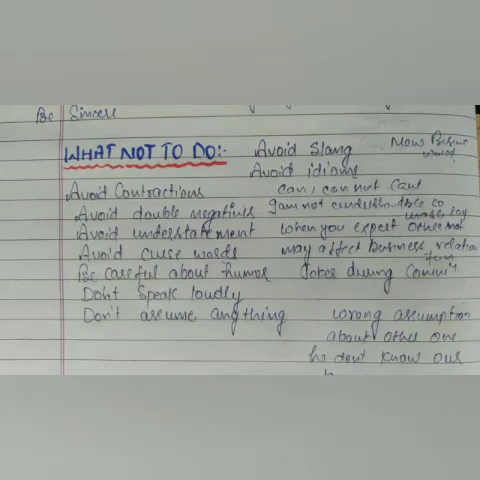 Be Sincere
WHAT NOT TO DO:- Avoid Slang
Avoid idioms
Avoid Contractions can, can not Can't
Avoid double negatives
Avoid understatement When you expect
Avoid curse words may affect business relation
Be careful about humor Jokes during
Don't Speak loudly
Don't assume anything wrong assumption
about other one
he don't know our